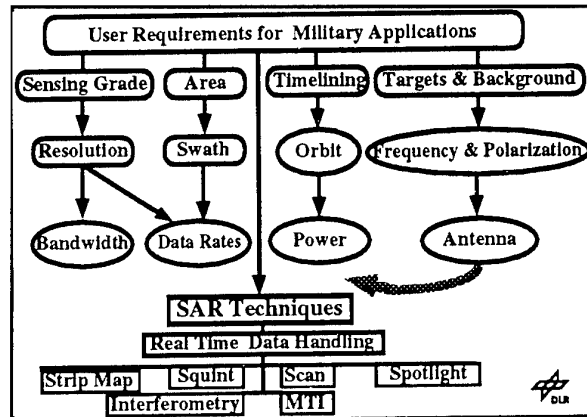 User Requirements for Military Applications
Sensing Grade
Area
Timelining
Targets & Background
Resolution
Swath
Orbit
Frequency & Polarization
Bandwidth
Data Rates
Power
Antenna
SAR Techniques
Real Time Data Handling
Strip Map
Squint
Scan
Spotlight
Interferometry
MTI
DLR